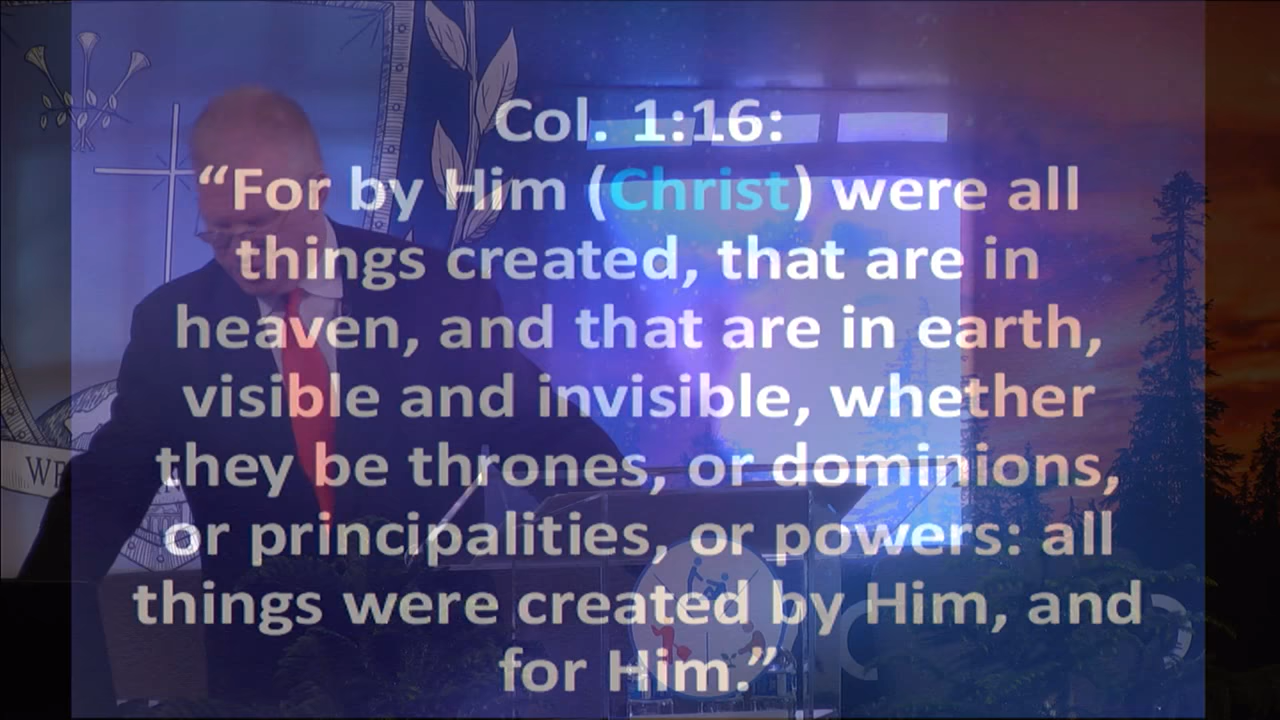 Col. 1:16:
“For by Him (Christ) were all
things created, that are in
heaven, and that are in earth,
visible and invisible, whether
they be thrones, or dominions,
or principalities, or powers: all
things were created by Him, and
for Him.”